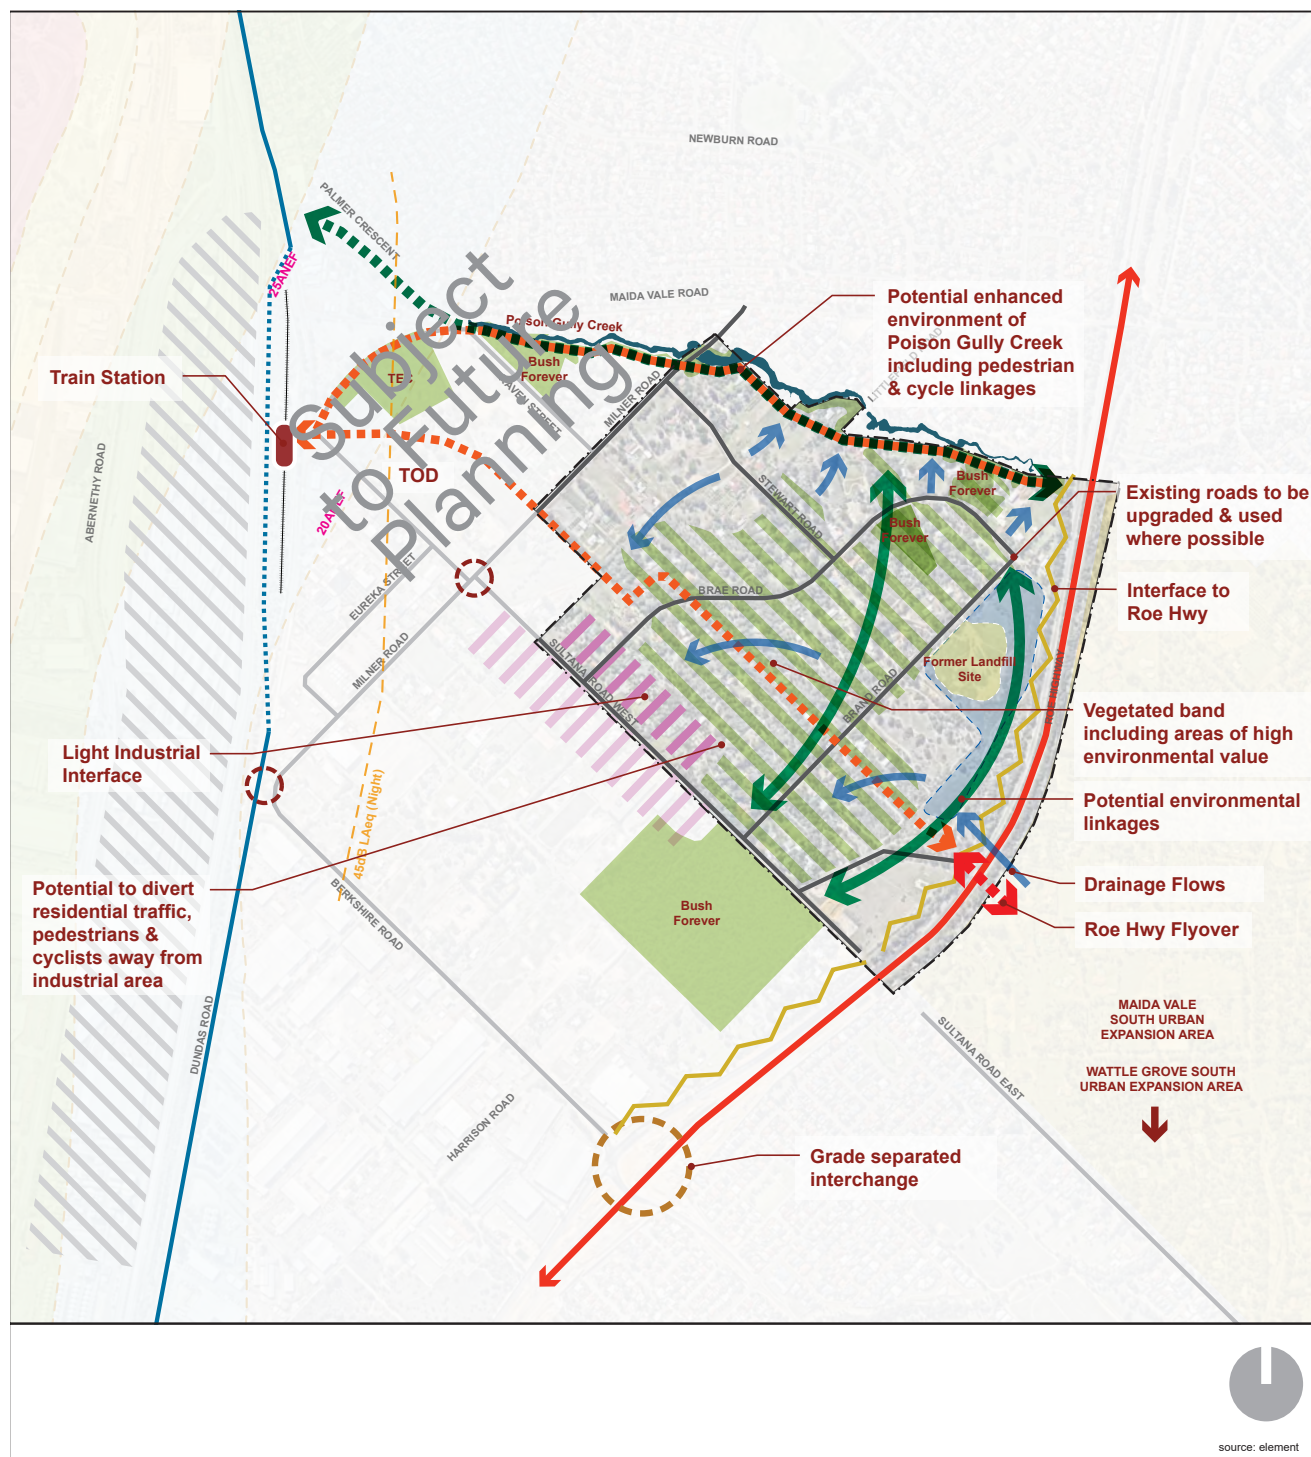 NEWBURN ROAD
PALMER CRESCENT
25ANEF
MAIDA VALE ROAD
Poison Gully Creek
Potential enhanced
environment of
Poison Gully Creek
including pedestrian
& cycle linkages
Train Station
TEC
Bush
Forever
MILNER ROAD
Subject
to Future
Planning
TOD
ABERNETHY ROAD
20ANEF
STEWART ROAD
Bush
Forever
Bush
Forever
Existing roads to be
upgraded & used
where possible
EUREKA STREET
BRAE ROAD
Interface to
Roe Hwy
MILNER ROAD
SULTANA ROAD WEST
Former Landfill
Site
BRAND ROAD
ROE HIGHWAY
Vegetated band
including areas of high
environmental value
Light Industrial
Interface
45dB LAeq (Night)
Potential environmental
linkages
Potential to divert
residential traffic,
pedestrians &
cyclists away from
industrial area
BERKSHIRE ROAD
Bush
Forever
Drainage Flows
Roe Hwy Flyover
DUNDAS ROAD
MAIDA VALE
SOUTH URBAN
EXPANSION AREA
SULTANA ROAD EAST
WATTLE GROVE SOUTH
URBAN EXPANSION AREA
HARRISON ROAD
Grade separated
interchange
source: element